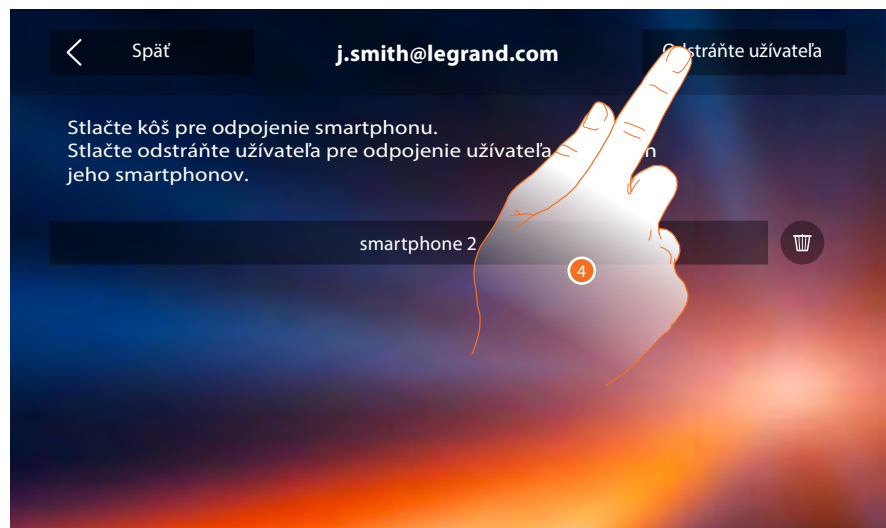 Späť
j.smith@legrand.com
užívateľa
Stlačte kôš pre odpojenie smartphonu.
Stlačte odstráňte užívateľa pre odpojenie užívateľa
jeho smartphonov.
smartphone 2
4